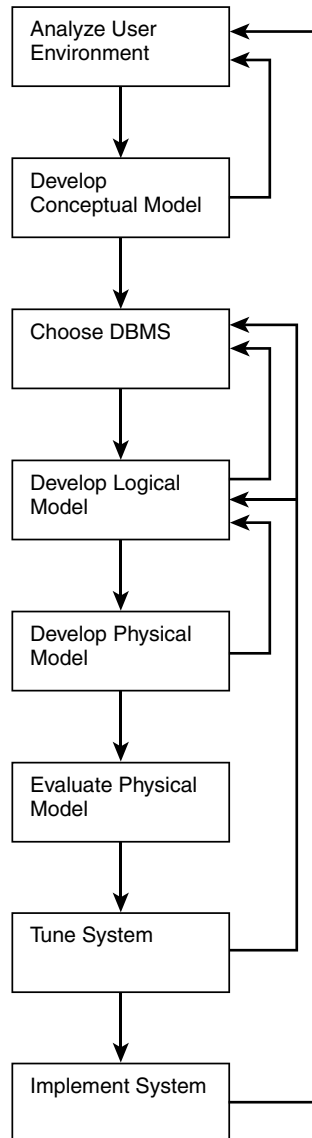 Analyze User
Environment
Develop
Conceptual Model
Choose DBMS
Develop Logical
Model
Develop Physical
Model
Evaluate Physical
Model
Tune System
Implement System